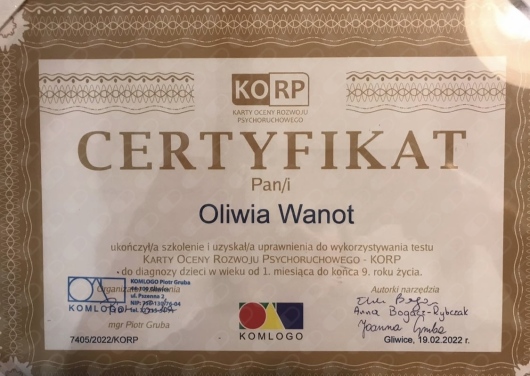 KORP
KARTY OCENY ROZWOJU
PSYCHORUCHOWEGO
CERTYFIKAT
Pan/i
Oliwia Wanot
ukończył/a szkolenie i uzyskał/a uprawnienia do wykorzystywania testu
KARTY OCENY ROZWOJU PSYCHORUCHOWEGO - KORP
do diagnozy dzieci w wieku od 1. miesiąca do końca 9. roku życia.
Organizator szkolenia
Autorki narzędzia
KOMLOGO Piotr Gruba
ul. Pszenna 2
KOMLOGO
mgr Piotr Gruba
KOMLOGO
7405/2022/KORP
Gliwice, 19.02.2022 r.